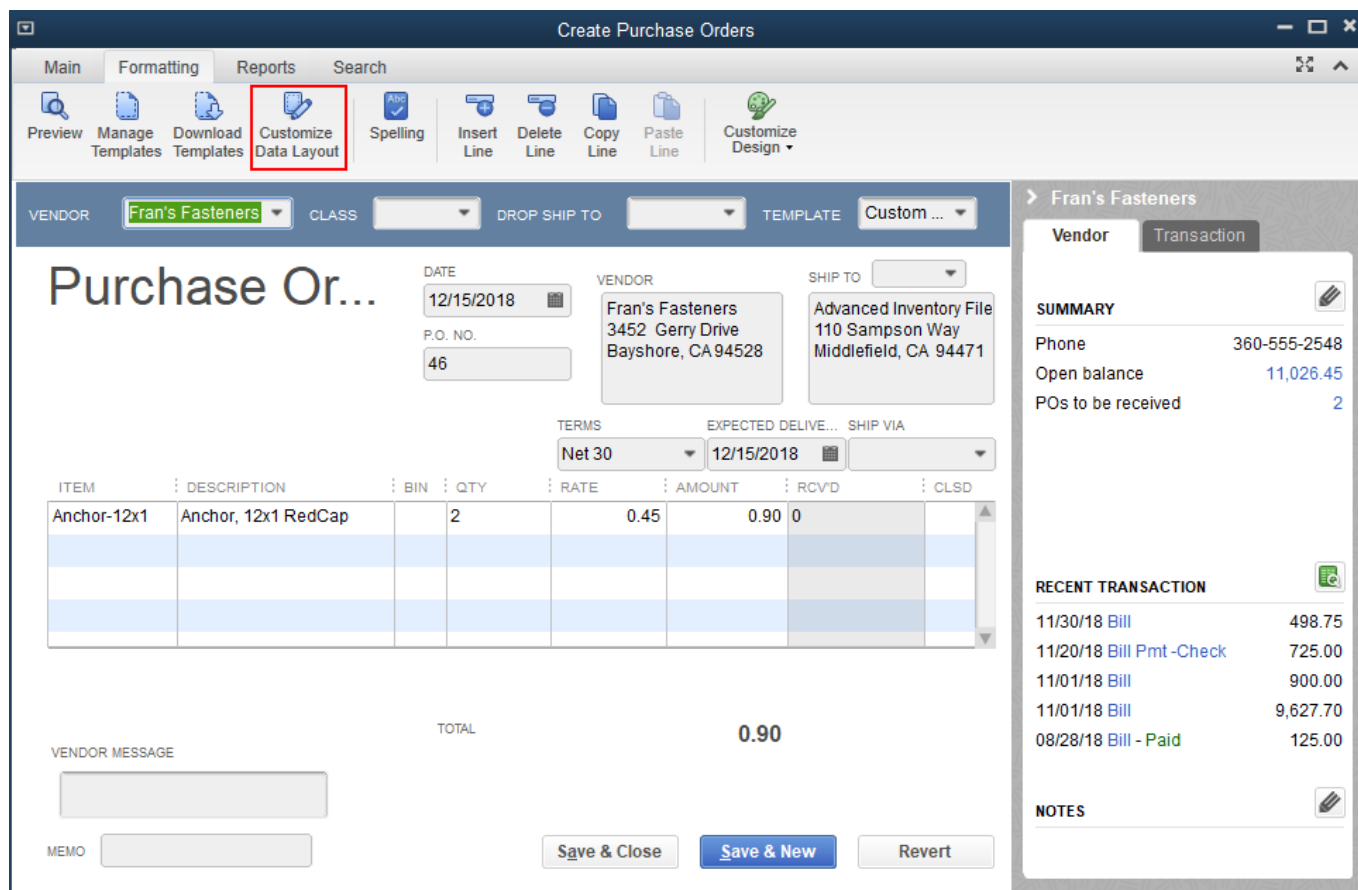 Create Purchase Orders
Main Formatting Reports Search
Preview Manage Templates Download Templates Customize Data Layout Abc Spelling Insert Line Delete Line Copy Line Paste Line Customize Design
VENDOR Fran's Fasteners CLASS DROP SHIP TO TEMPLATE Custom ...
Purchase Or...
DATE
12/15/2018
P.O. NO.
46
VENDOR
Fran's Fasteners
3452 Gerry Drive
Bayshore, CA 94528
SHIP TO
Advanced Inventory File
110 Sampson Way
Middlefield, CA 94471
TERMS EXPECTED DELIVE... SHIP VIA
Net 30 12/15/2018
ITEM DESCRIPTION BIN QTY RATE AMOUNT RCV'D CLSD
Anchor-12x1 Anchor, 12x1 RedCap 2 0.45 0.90 0
TOTAL 0.90
VENDOR MESSAGE
MEMO
Save & Close Save & New Revert
Fran's Fasteners
Vendor Transaction
SUMMARY
Phone 360-555-2548
Open balance 11,026.45
POs to be received 2
RECENT TRANSACTION
11/30/18 Bill 498.75
11/20/18 Bill Pmt -Check 725.00
11/01/18 Bill 900.00
11/01/18 Bill 9,627.70
08/28/18 Bill - Paid 125.00
NOTES